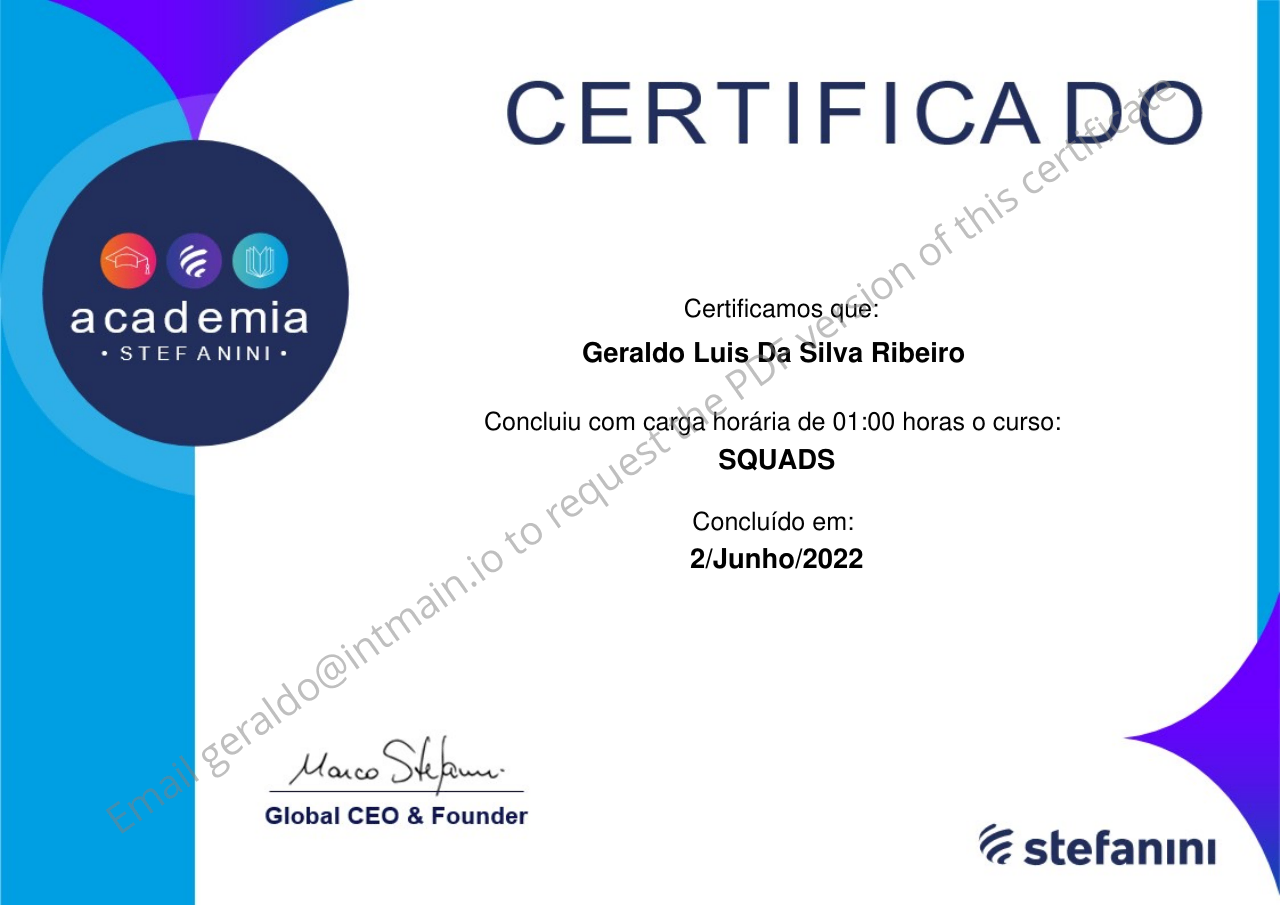 CERTIFICADO
academia
• STEFANINI •
Certificamos que:
Geraldo Luis Da Silva Ribeiro
Concluiu com carga horária de 01:00 horas o curso:
SQUADS
Concluído em:
2/Junho/2022
Email geraldo@intmain.io to request the PDF version of this certificate
Marco Stefanini
Global CEO & Founder
stefanini